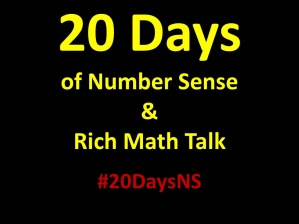 20 Days
of Number Sense
&
Rich Math Talk
#20DaysNS